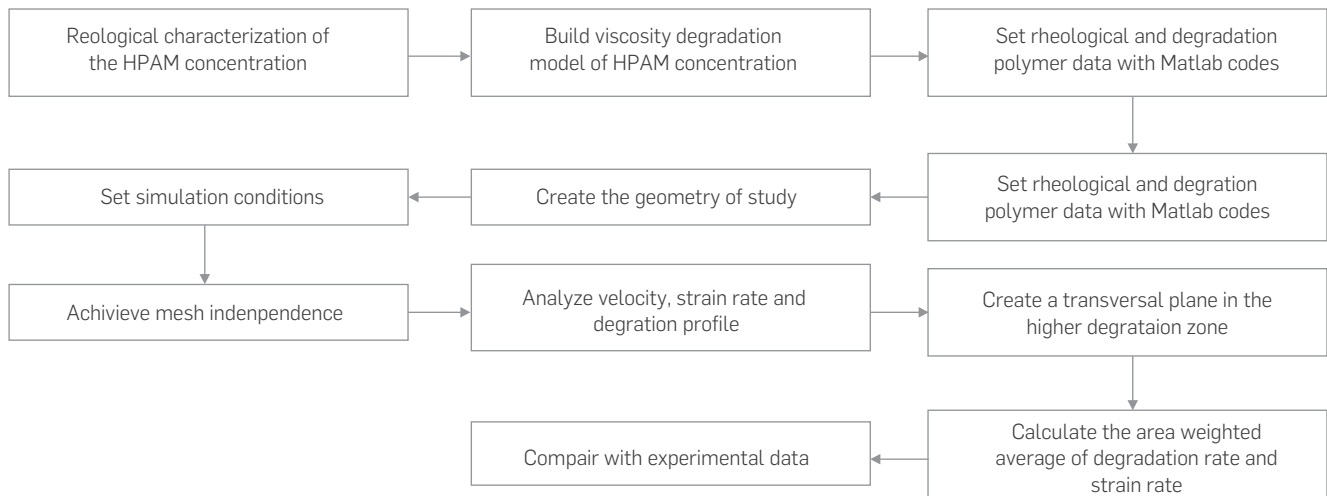 Reological characterization of
the HPAM concentration
Build viscosity degradation
model of HPAM concentration
Set rheological and degradation
polymer data with Matlab codes
Set rheological and degration
polymer data with Matlab codes
Create the geometry of study
Set simulation conditions
Achivieve mesh indenpendence
Analyze velocity, strain rate and
degration profile
Create a transversal plane in the
higher degrataion zone
Calculate the area weighted
average of degradation rate and
strain rate
Compair with experimental data